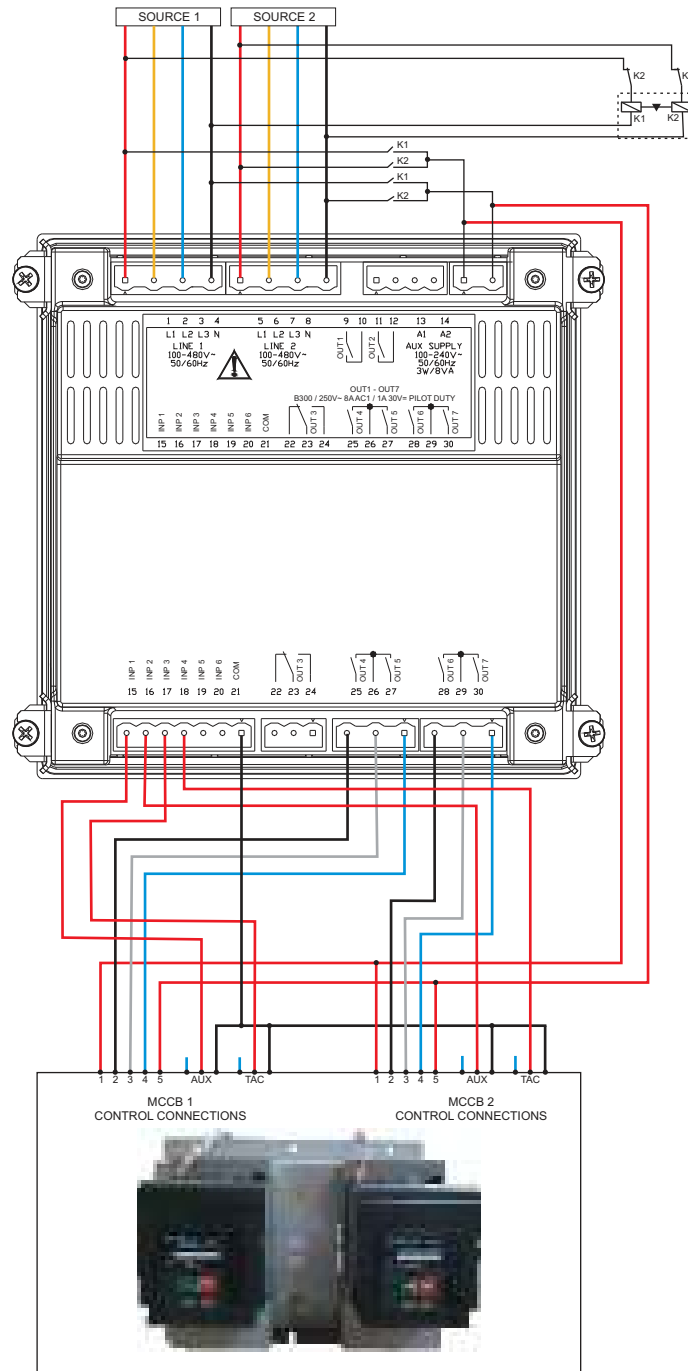 SOURCE 1 SOURCE 2
K2 K
K1 K2
K1
K2
K1
K2
1 2 3 4 5 6 7 8 9 10 11 12 13 14
L1 L2 L3 N L1 L2 L3 N OUT1 OUT2 A1 A2
LINE 1 LINE 2 AUX SUPPLY
100-480V~ 100-480V~ 100-240V~
50/60Hz 50/60Hz 50/60Hz
3W/8VA
OUT1 - OUT7
B300 / 250V~ 8A AC1 / 1A 30V= PILOT DUTY
INP 1 INP 2 INP 3 INP 4 INP 5 INP 6 COM OUT 3 OUT 4 OUT 5 OUT 6 OUT 7
15 16 17 18 19 20 21 22 23 24 25 26 27 28 29 30
INP 1 INP 2 INP 3 INP 4 INP 5 INP 6 COM OUT 3 OUT 4 OUT 5 OUT 6 OUT 7
15 16 17 18 19 20 21 22 23 24 25 26 27 28 29 30
1 2 3 4 5 AUX TAC 1 2 3 4 5 AUX TAC
MCCB 1 MCCB 2
CONTROL CONNECTIONS CONTROL CONNECTIONS